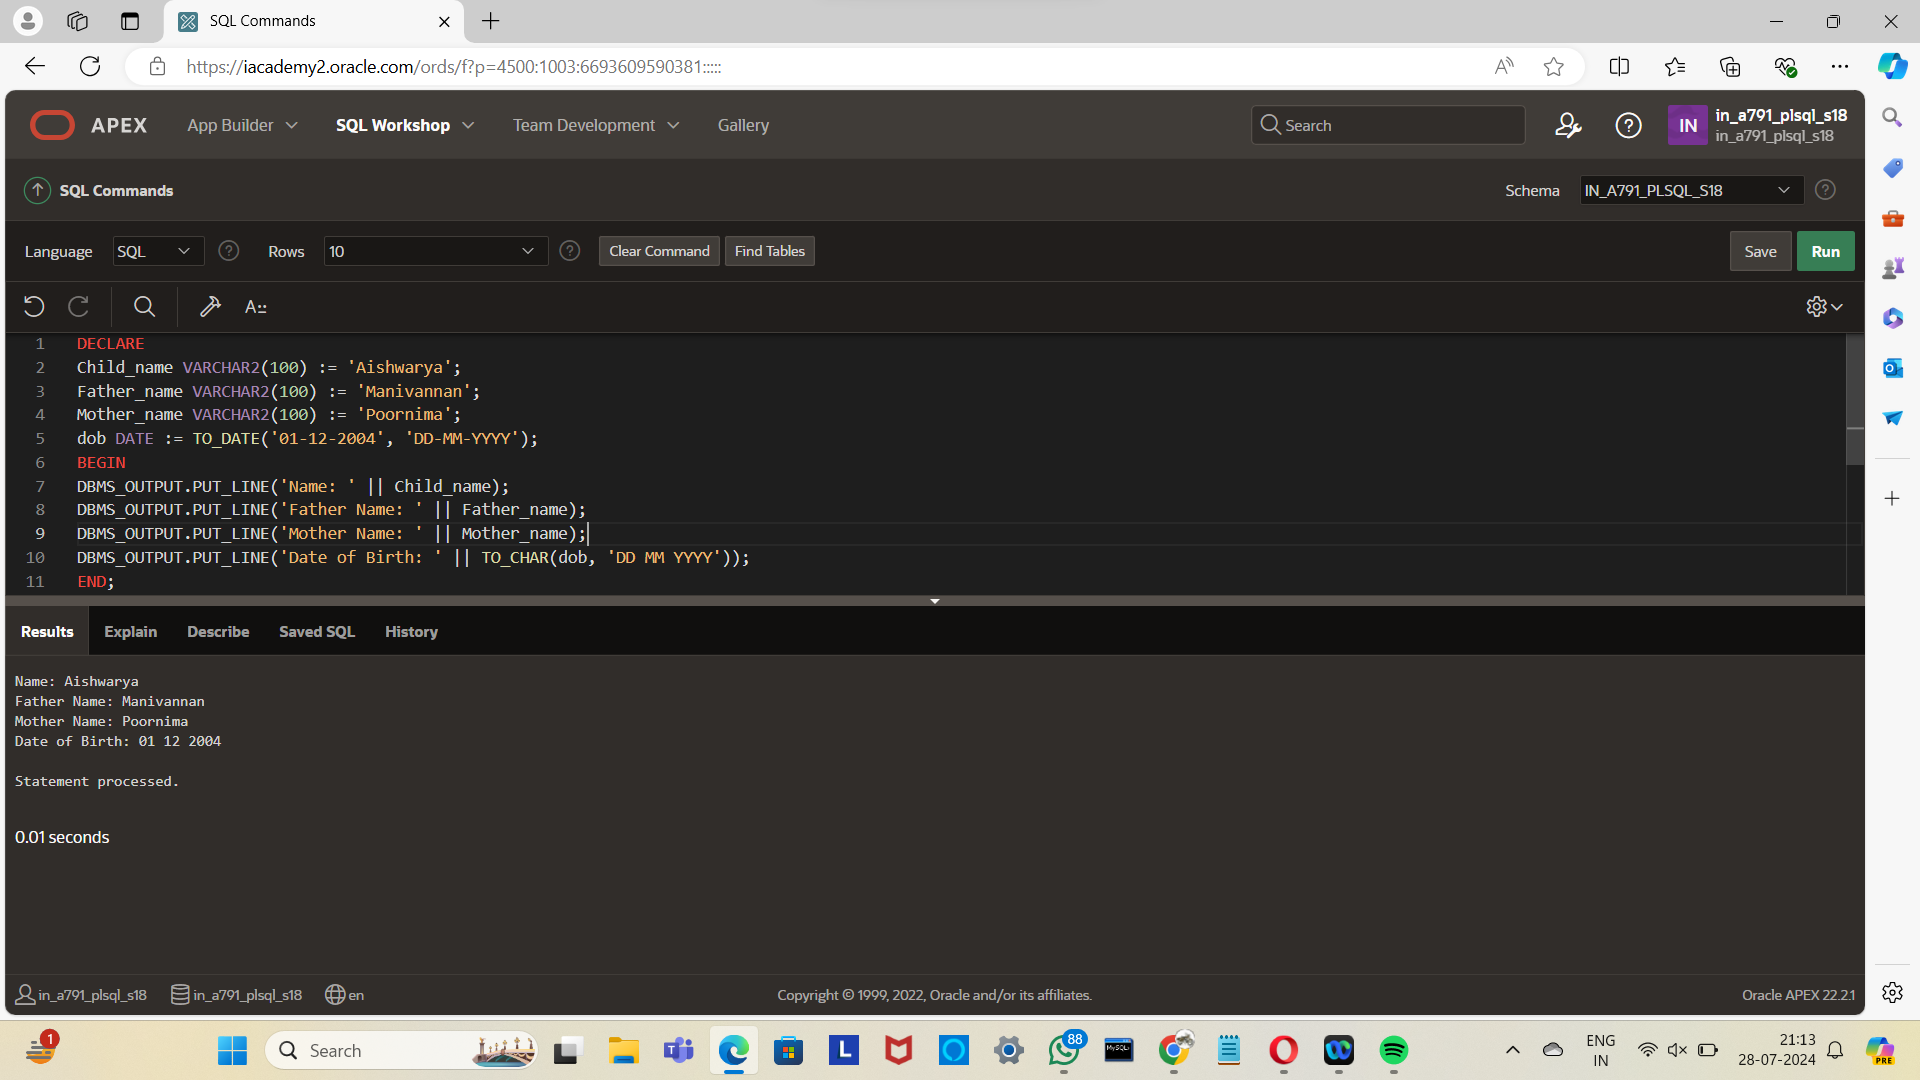 SQL Commands
https://iacademy2.oracle.com/ords/f?p=4500:1003:6693609590381:::::
APEX App Builder SQL Workshop Team Development Gallery Search IN in_a791_plsql_s18
in_a791_plsql_s18
SQL Commands Schema IN_A791_PLSQL_S18
Language SQL Rows 10 Clear Command Find Tables Save Run
A::
1 DECLARE
2 Child_name VARCHAR2(100) := 'Aishwarya';
3 Father_name VARCHAR2(100) := 'Manivannan';
4 Mother_name VARCHAR2(100) := 'Poornima';
5 dob DATE := TO_DATE('01-12-2004', 'DD-MM-YYYY');
6 BEGIN
7 DBMS_OUTPUT.PUT_LINE('Name: ' || Child_name);
8 DBMS_OUTPUT.PUT_LINE('Father Name: ' || Father_name);
9 DBMS_OUTPUT.PUT_LINE('Mother Name: ' || Mother_name);
10 DBMS_OUTPUT.PUT_LINE('Date of Birth: ' || TO_CHAR(dob, 'DD MM YYYY'));
11 END;
Results Explain Describe Saved SQL History
Name: Aishwarya
Father Name: Manivannan
Mother Name: Poornima
Date of Birth: 01 12 2004
Statement processed.
0.01 seconds
in_a791_plsql_s18 in_a791_plsql_s18 en Copyright © 1999, 2022, Oracle and/or its affiliates. Oracle APEX 22.2.1
1 Search L 88 MySQL ENG 21:13
IN 28-07-2024 PRE